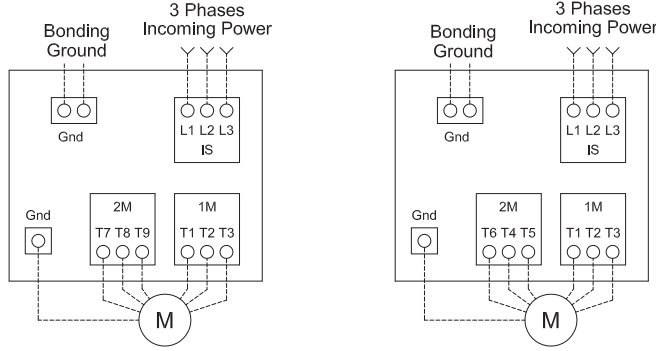 3 Phases
Incoming Power
Bonding
Ground
Gnd
L1 L2 L3
IS
2M
T7 T8 T9
1M
T1 T2 T3
Gnd
M
3 Phases
Incoming Power
Bonding
Ground
Gnd
L1 L2 L3
IS
2M
T6 T4 T5
1M
T1 T2 T3
Gnd
M